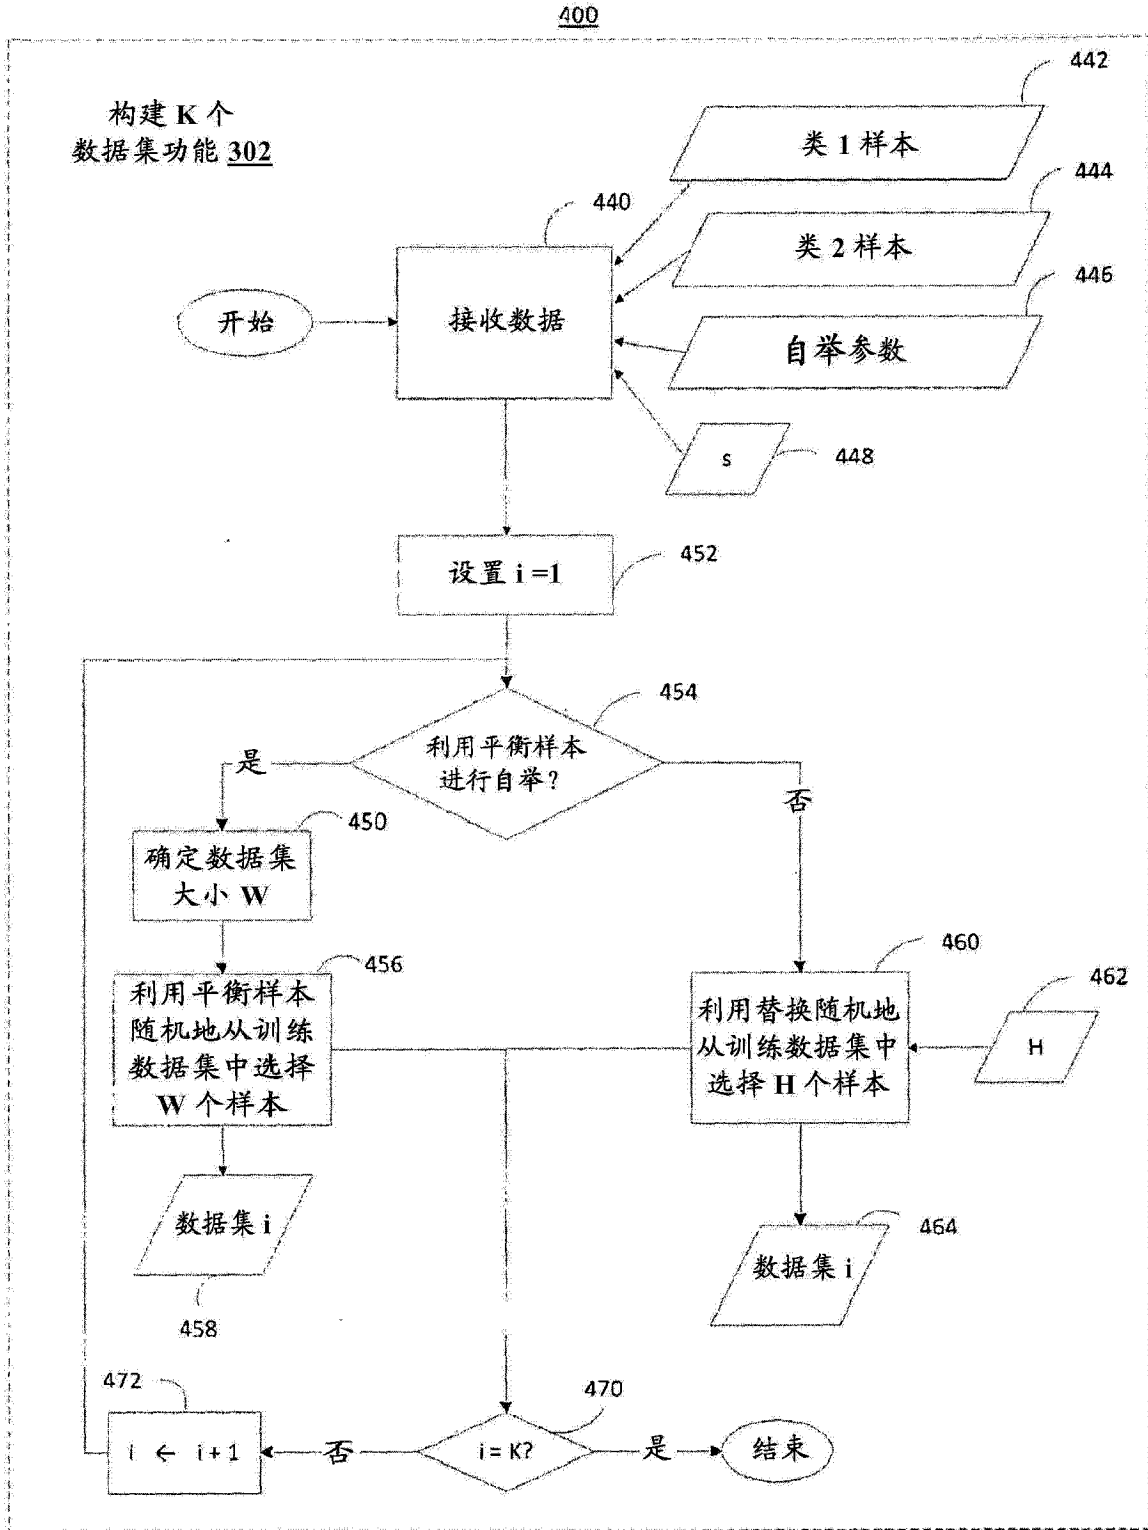 400
构建 K 个
数据集功能 302
442
类 1 样本
444
类 2 样本
446
自举参数
s
448
440
开始
接收数据
设置 i =1
452
454
利用平衡样本
进行自举？
是
否
450
确定数据集
大小 W
456
利用平衡样本
随机地从训练
数据集中选择
W 个样本
460
利用替换随机地
从训练数据集中
选择 H 个样本
462
H
数据集 i
458
464
数据集 i
472
i ← i + 1
否
470
i = K?
是
结束